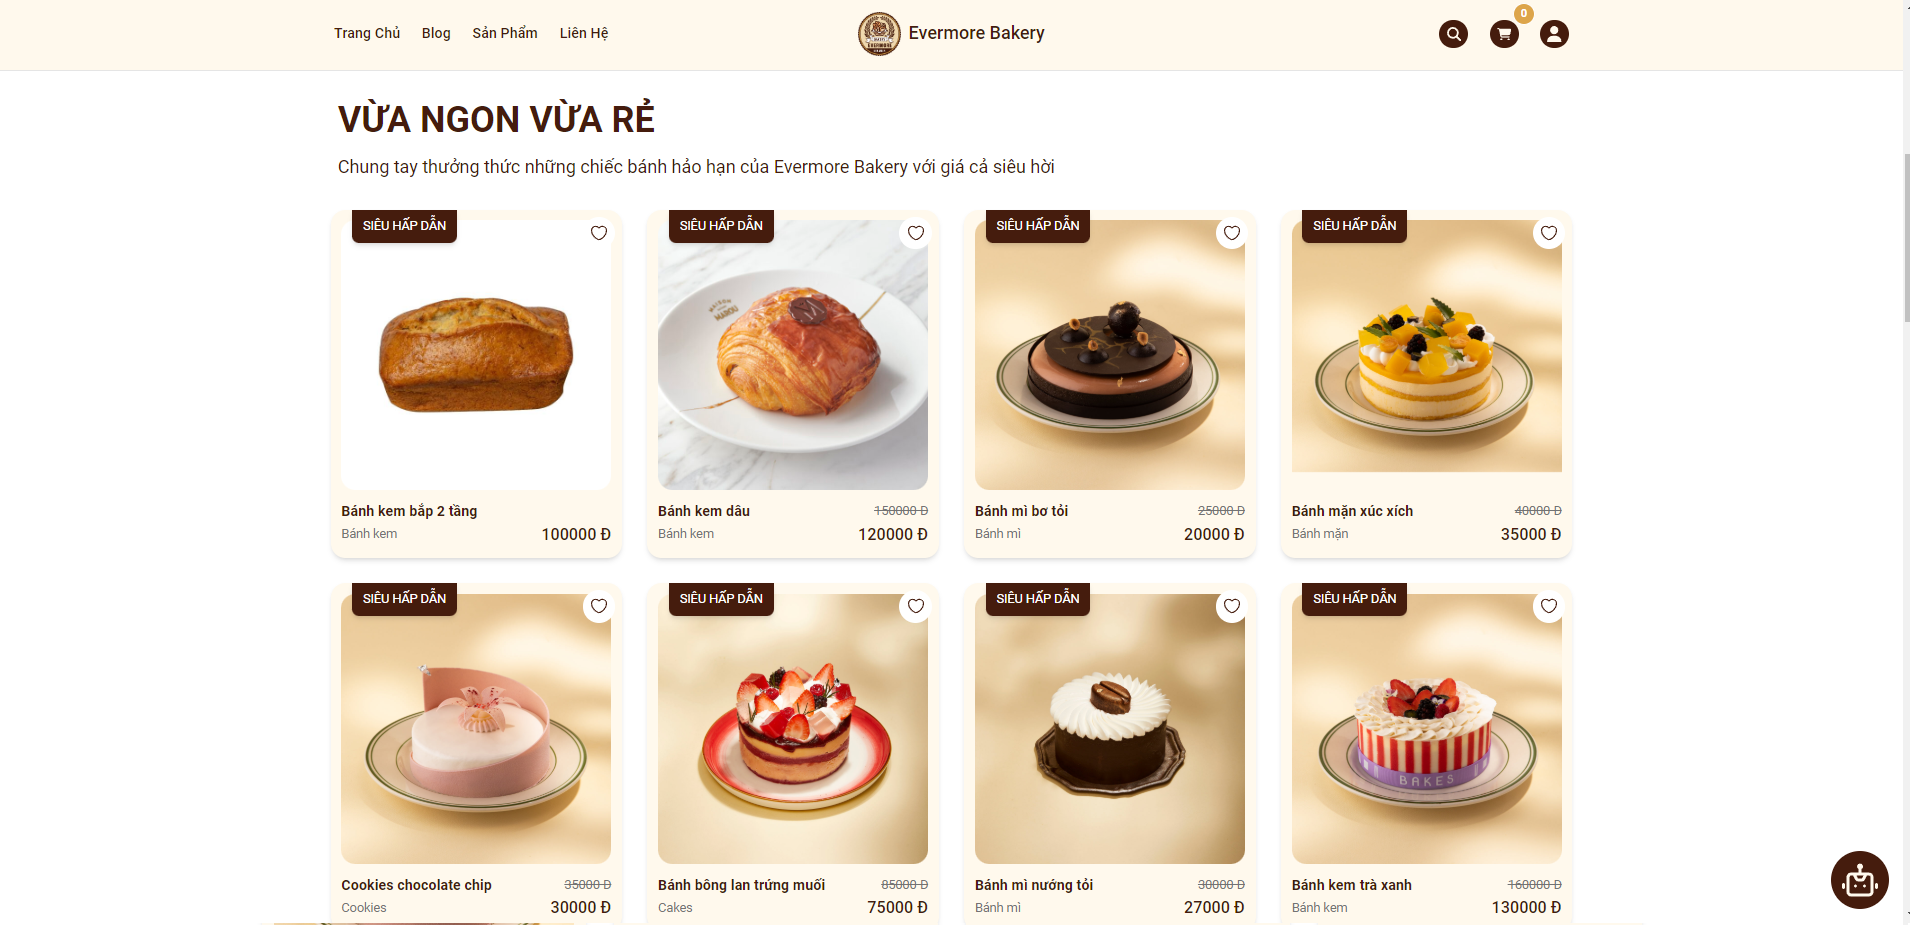 Trang Chủ Blog Sản Phẩm Liên Hệ
EVERMORE
Evermore Bakery
0
VỪA NGON VỪA RẺ
Chung tay thưởng thức những chiếc bánh hảo hạn của Evermore Bakery với giá cả siêu hời
SIÊU HẤP DẪN
SIÊU HẤP DẪN
SIÊU HẤP DẪN
SIÊU HẤP DẪN
MAISON
MAROU
M
Bánh kem bắp 2 tầng
Bánh kem 100000 Đ
Bánh kem dâu 150000 Đ
Bánh kem 120000 Đ
Bánh mì bơ tỏi 25000 Đ
Bánh mì 20000 Đ
Bánh mặn xúc xích 40000 Đ
Bánh mặn 35000 Đ
SIÊU HẤP DẪN
SIÊU HẤP DẪN
SIÊU HẤP DẪN
SIÊU HẤP DẪN
BAKES
Cookies chocolate chip 35000 Đ
Cookies 30000 Đ
Bánh bông lan trứng muối 85000 Đ
Cakes 75000 Đ
Bánh mì nướng tỏi 30000 Đ
Bánh mì 27000 Đ
Bánh kem trà xanh 160000 Đ
Bánh kem 130000 Đ